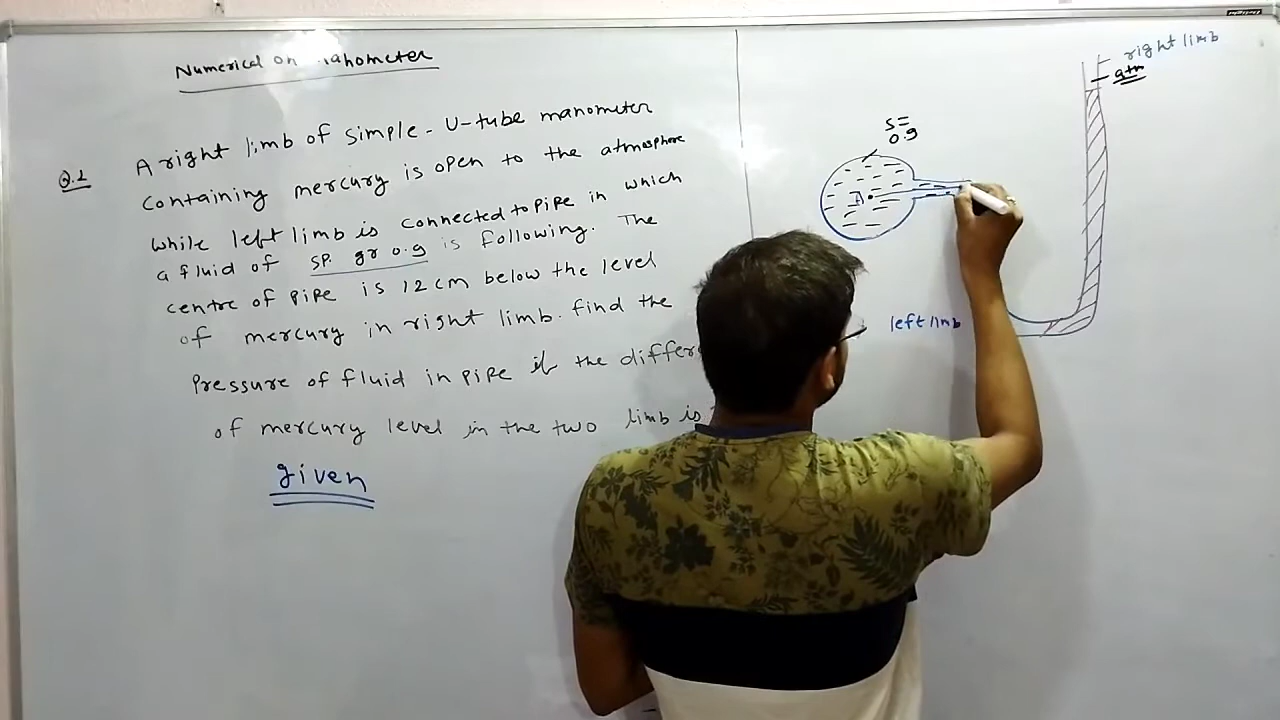 Numerical on
Q.1
A right limb of simple - U-tube manometer
containing mercury is open to the atmosphere
while left limb is connected to pipe in which
a fluid of sp. gr 0.9 is following. The
centre of pipe is 12 cm below the level
of mercury in right limb. find the
pressure of fluid in pipe if the
of mercury level in the two limb is
given
right limb
atm
S=
0.9
A
left limb